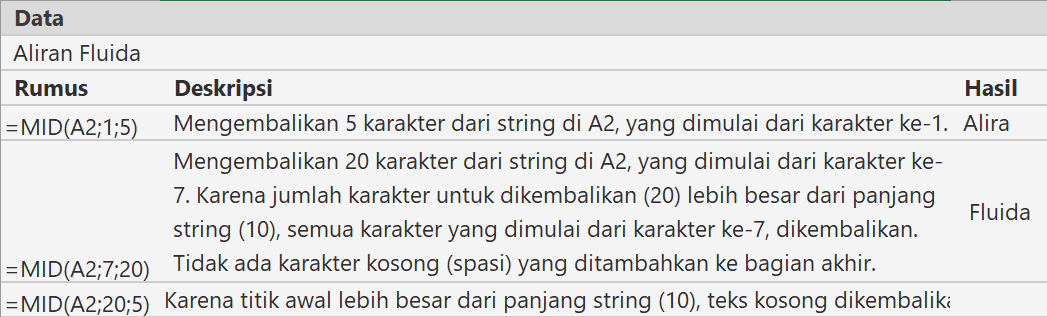 Data
Aliran Fluida
Rumus Deskripsi Hasil
=MID(A2;1;5) Mengembalikan 5 karakter dari string di A2, yang dimulai dari karakter ke-1. Alira
Mengembalikan 20 karakter dari string di A2, yang dimulai dari karakter ke-
7. Karena jumlah karakter untuk dikembalikan (20) lebih besar dari panjang
string (10), semua karakter yang dimulai dari karakter ke-7, dikembalikan.
Fluida
=MID(A2;7;20) Tidak ada karakter kosong (spasi) yang ditambahkan ke bagian akhir.
=MID(A2;20;5) Karena titik awal lebih besar dari panjang string (10), teks kosong dikembalika